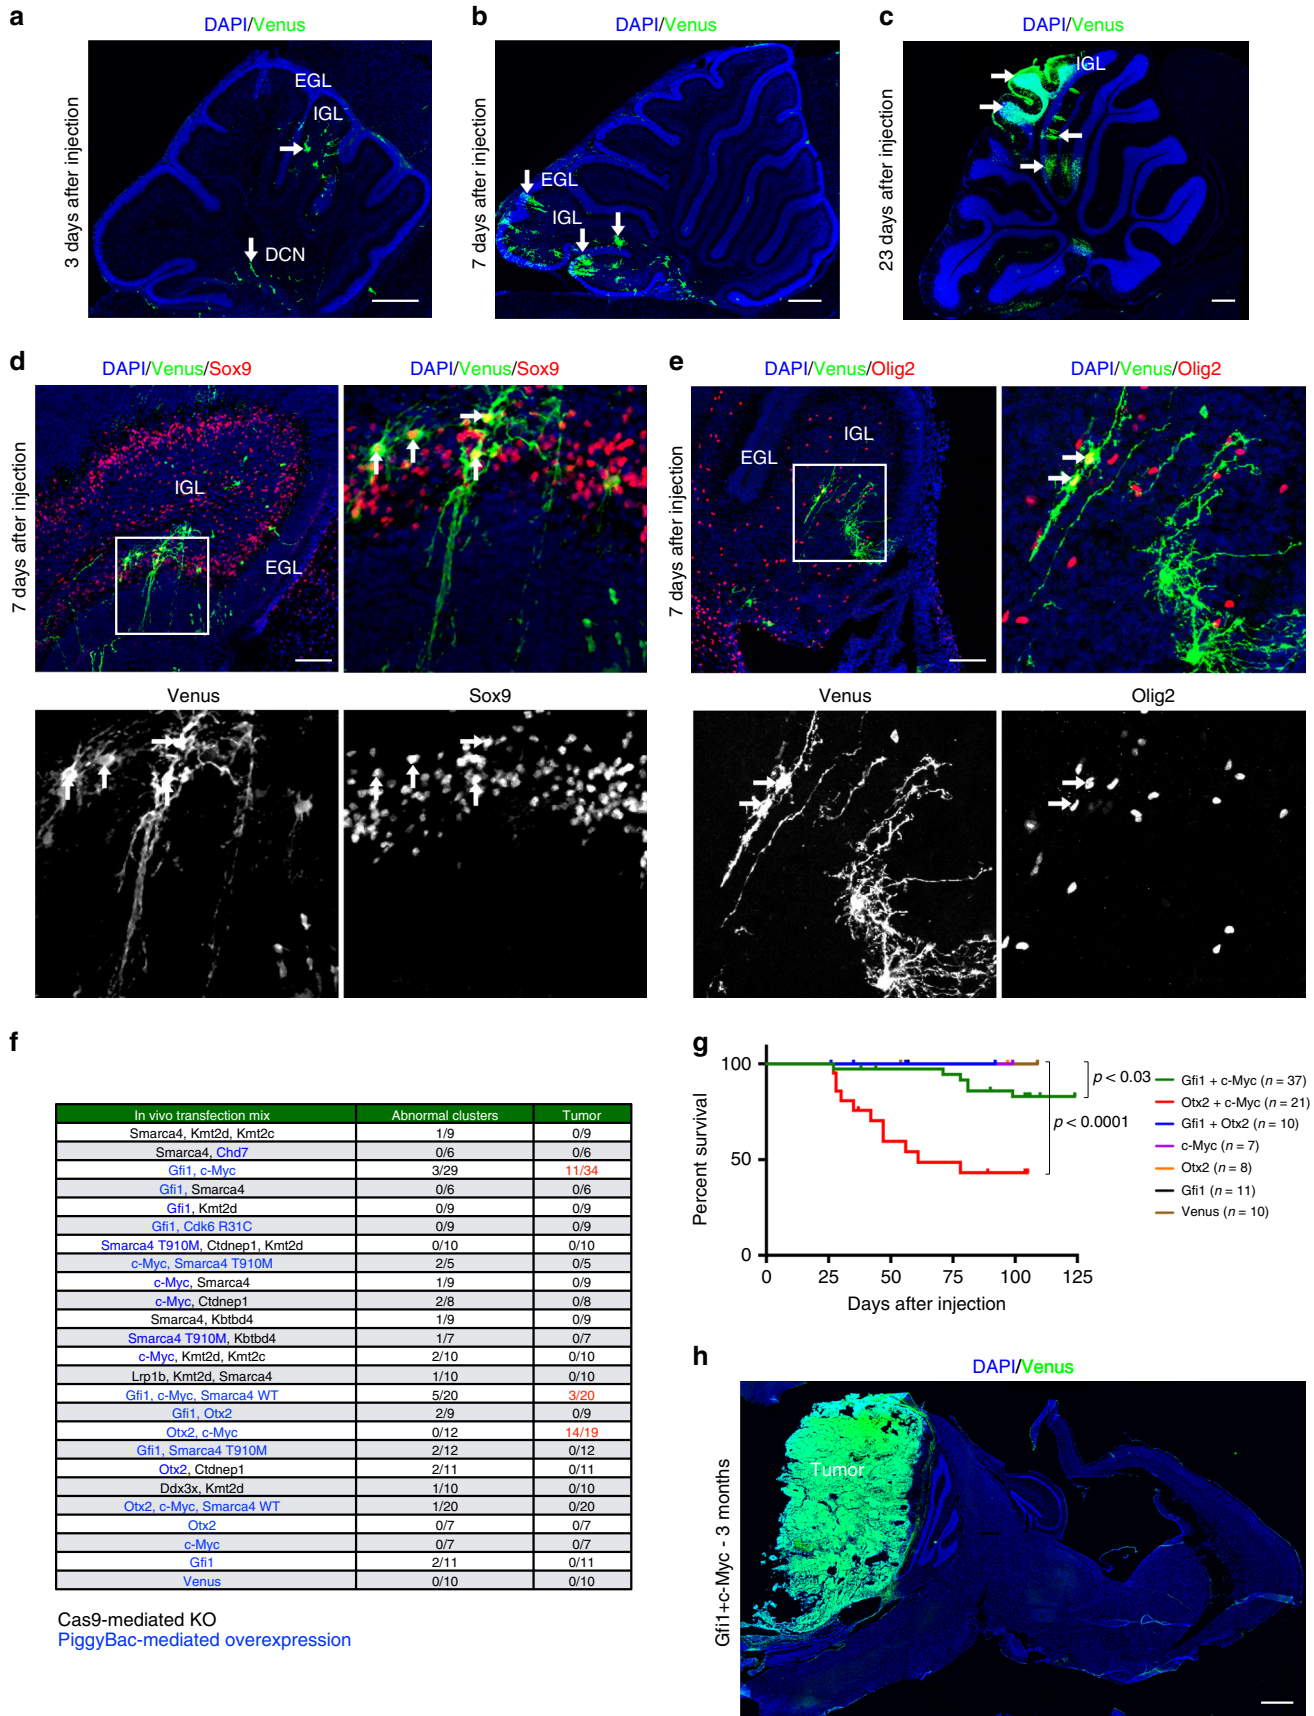 a
DAPI/Venus
3 days after injection
EGL
IGL
DCN
b
DAPI/Venus
7 days after injection
EGL
IGL
c
DAPI/Venus
23 days after injection
IGL
d
DAPI/Venus/Sox9
DAPI/Venus/Sox9
7 days after injection
IGL
EGL
Venus
Sox9
e
DAPI/Venus/Olig2
DAPI/Venus/Olig2
7 days after injection
IGL
EGL
Venus
Olig2
f
In vivo transfection mix Abnormal clusters Tumor
Smarca4, Kmt2d, Kmt2c 1/9 0/9
Smarca4, Chd7 0/6 0/6
Gfi1, c-Myc 3/29 11/34
Gfi1, Smarca4 0/6 0/6
Gfi1, Kmt2d 0/9 0/9
Gfi1, Cdk6 R31C 0/9 0/9
Smarca4 T910M, Ctdnep1, Kmt2d 0/10 0/10
c-Myc, Smarca4 T910M 2/5 0/5
c-Myc, Smarca4 1/9 0/9
c-Myc, Ctdnep1 2/8 0/8
Smarca4, Kbtbd4 1/9 0/9
Smarca4 T910M, Kbtbd4 1/7 0/7
c-Myc, Kmt2d, Kmt2c 2/10 0/10
Lrp1b, Kmt2d, Smarca4 1/10 0/10
Gfi1, c-Myc, Smarca4 WT 5/20 3/20
Gfi1, Otx2 2/9 0/9
Otx2, c-Myc 0/12 14/19
Gfi1, Smarca4 T910M 2/12 0/12
Otx2, Ctdnep1 2/11 0/11
Ddx3x, Kmt2d 1/10 0/10
Otx2, c-Myc, Smarca4 WT 1/20 0/20
Otx2 0/7 0/7
c-Myc 0/7 0/7
Gfi1 2/11 0/11
Venus 0/10 0/10
Cas9-mediated KO
PiggyBac-mediated overexpression
g
Percent survival
100
50
0
0 25 50 75 100 125
Days after injection
p < 0.03
p < 0.0001
Gfi1 + c-Myc (n = 37)
Otx2 + c-Myc (n = 21)
Gfi1 + Otx2 (n = 10)
c-Myc (n = 7)
Otx2 (n = 8)
Gfi1 (n = 11)
Venus (n = 10)
h
DAPI/Venus
Gfi1+c-Myc - 3 months
Tumor